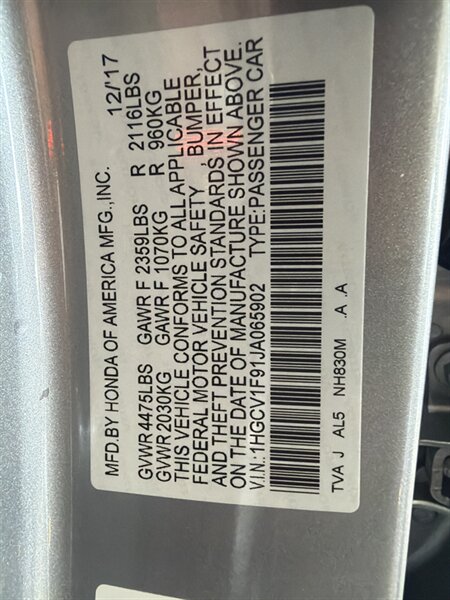 MFD.BY HONDA OF AMERICA MFG.,INC. 12/'17
GVWR 4475LBS GAWR F 2359LBS R 2116LBS
GVWR 2030KG GAWR F 1070KG R 960KG
THIS VEHICLE CONFORMS TO ALL APPLICABLE
FEDERAL MOTOR VEHICLE SAFETY , BUMPER,
AND THEFT PREVENTION STANDARDS IN EFFECT
ON THE DATE OF MANUFACTURE SHOWN ABOVE.
V.I.N.:1HGCV1F91JA065902 TYPE:PASSENGER CAR
TVA J AL5 NH830M .A .A